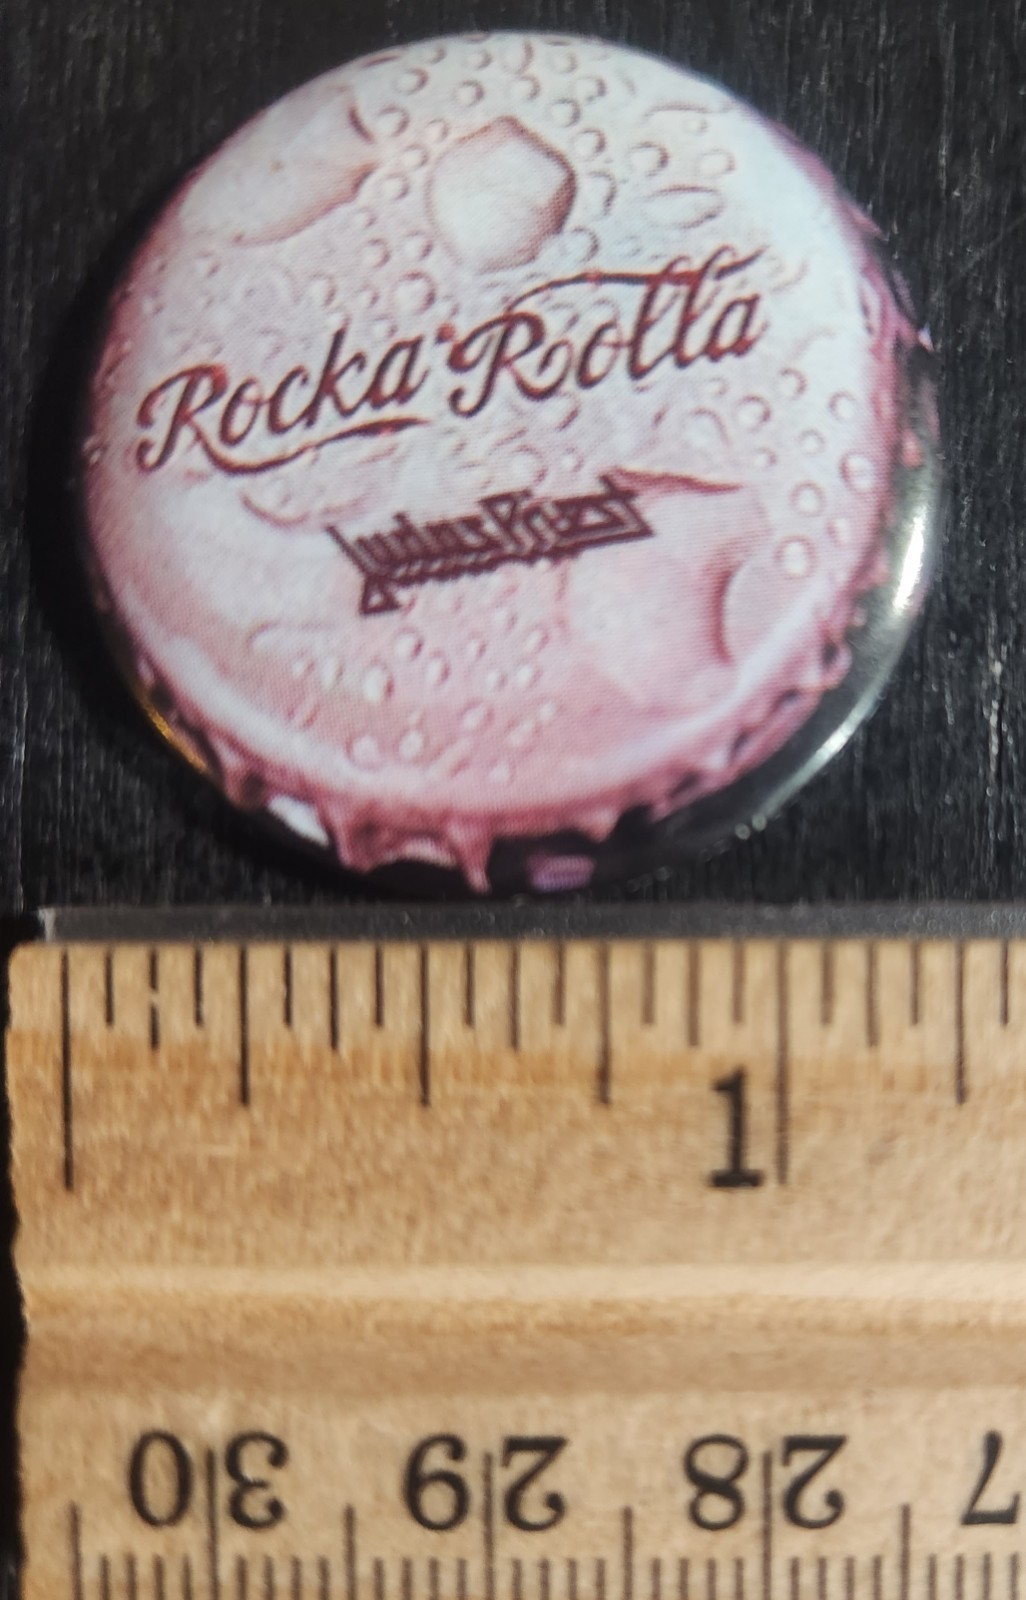 Rocka Rolla
Judas Priest
1
30 29 28 7